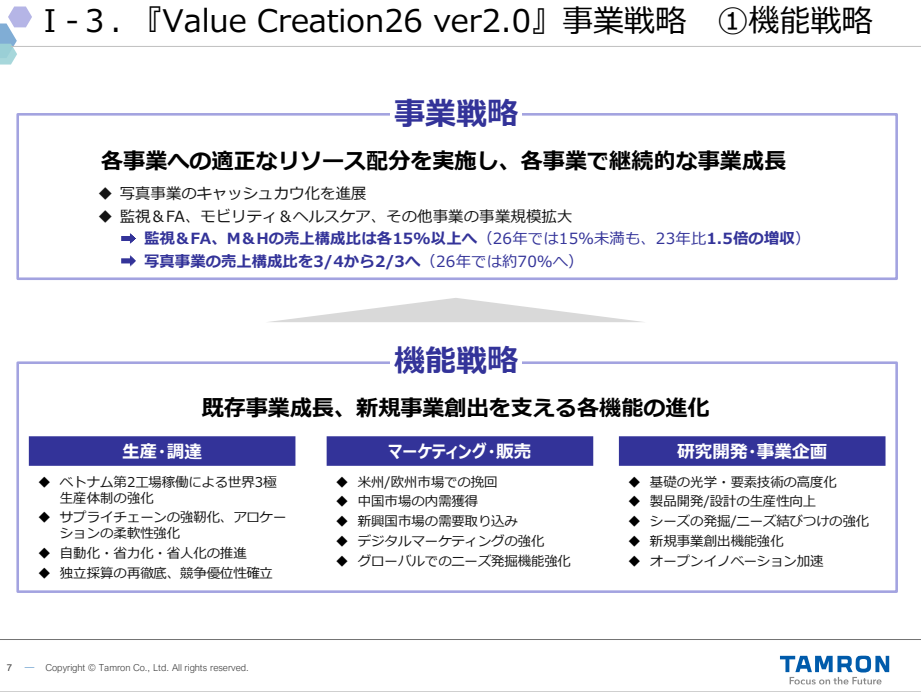 Ⅰ-３．『Value Creation26 ver2.0』事業戦略　①機能戦略
事業戦略
各事業への適正なリソース配分を実施し、各事業で継続的な事業成長
◆ 写真事業のキャッシュカウ化を進展
◆ 監視＆FA、モビリティ＆ヘルスケア、その他事業の事業規模拡大
➡ 監視＆FA、M＆Hの売上構成比は各15％以上へ（26年では15％未満も、23年比1.5倍の増収）
➡ 写真事業の売上構成比を3/4から2/3へ（26年では約70％へ）
機能戦略
既存事業成長、新規事業創出を支える各機能の進化
生産・調達
◆ ベトナム第2工場稼働による世界3極
生産体制の強化
◆ サプライチェーンの強靭化、アロケー
ションの柔軟性強化
◆ 自動化・省力化・省人化の推進
◆ 独立採算の再徹底、競争優位性確立
マーケティング・販売
◆ 米州/欧州市場での挽回
◆ 中国市場の内需獲得
◆ 新興国市場の需要取り込み
◆ デジタルマーケティングの強化
◆ グローバルでのニーズ発掘機能強化
研究開発・事業企画
◆ 基礎の光学・要素技術の高度化
◆ 製品開発/設計の生産性向上
◆ シーズの発掘/ニーズ結びつけの強化
◆ 新規事業創出機能強化
◆ オープンイノベーション加速
7 — Copyright © Tamron Co., Ltd. All rights reserved.
TAMRON
Focus on the Future